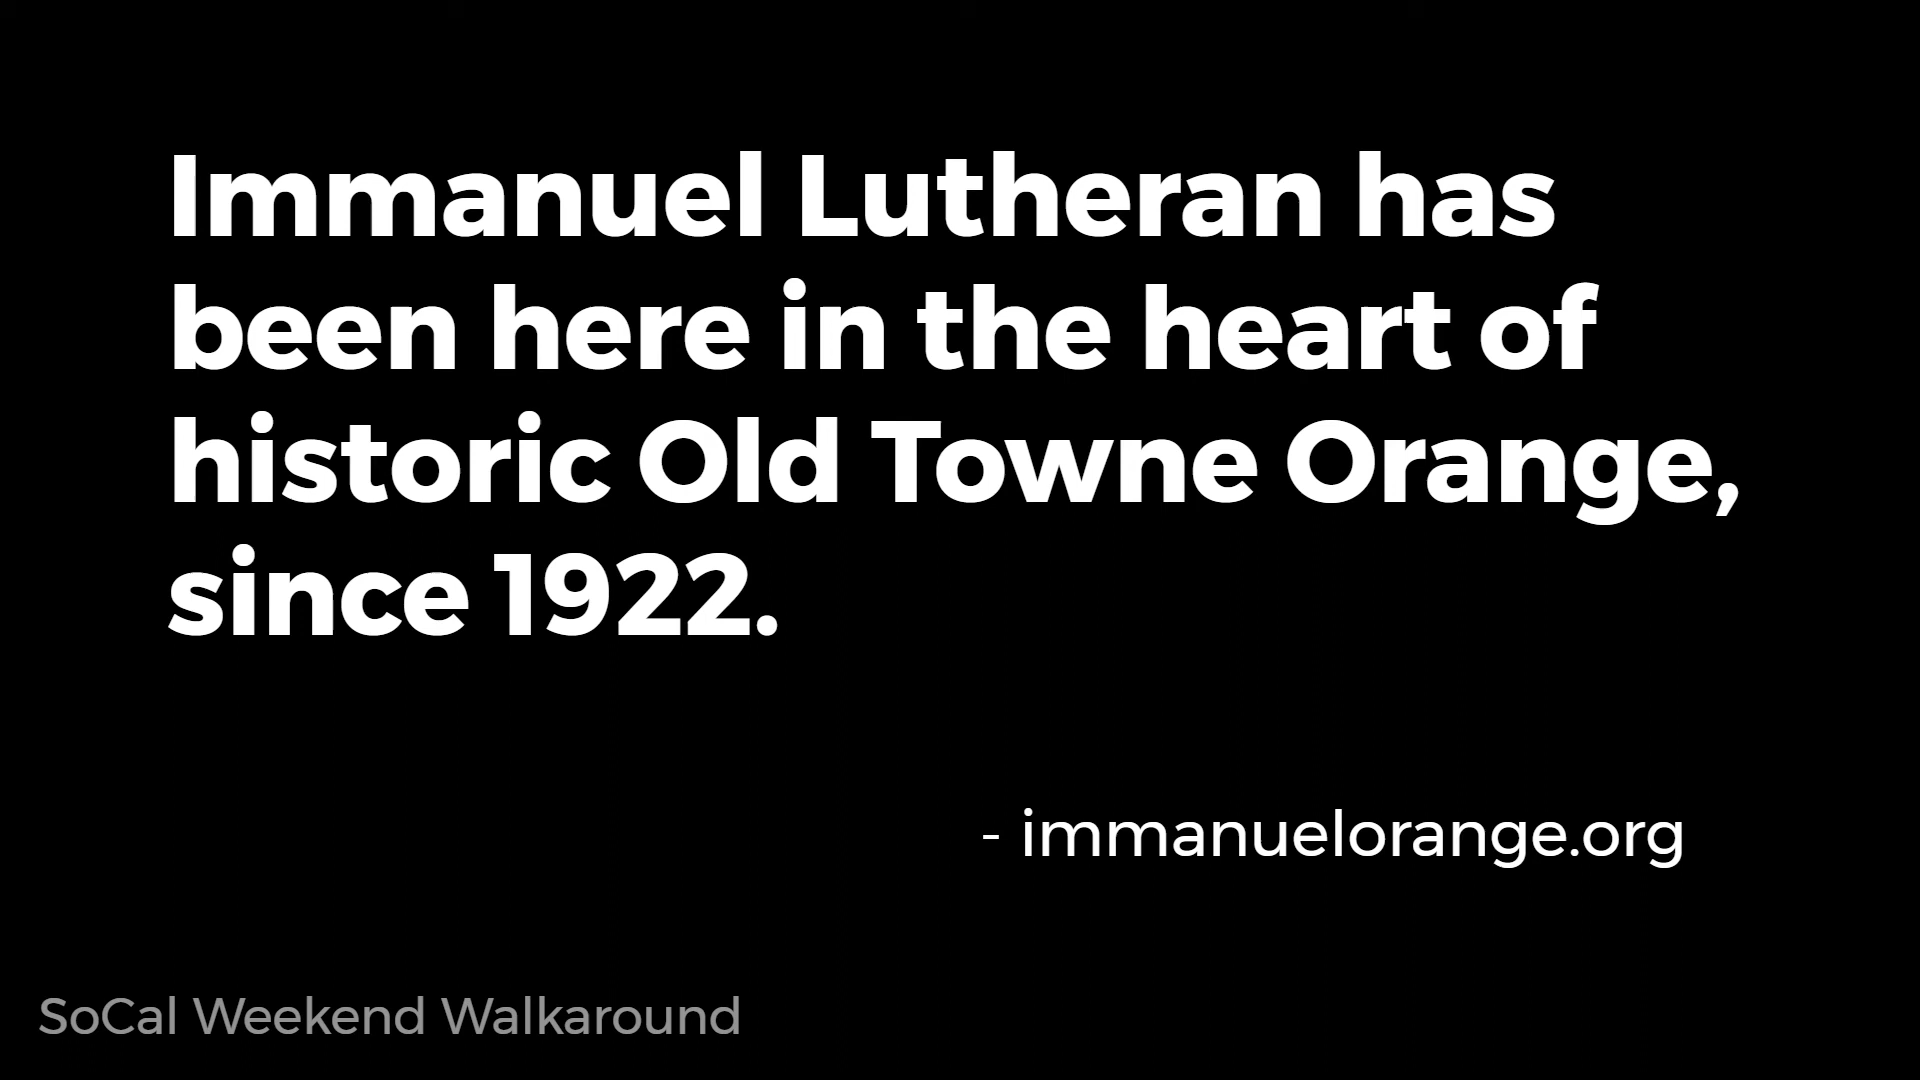 Immanuel Lutheran has
been here in the heart of
historic Old Towne Orange,
since 1922.
- immanuelorange.org
SoCal Weekend Walkaround